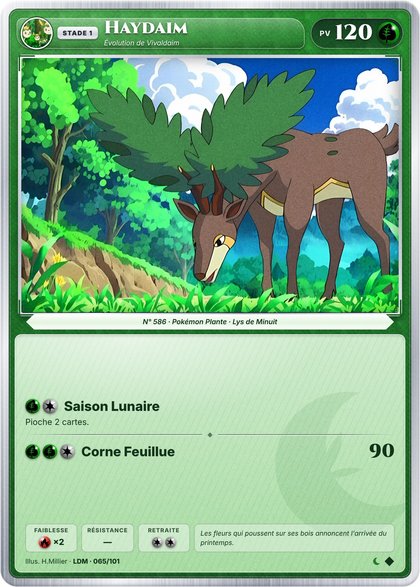 STADE 1
HAYDAIM
Évolution de Vivaldaim
PV 120
N° 586 · Pokémon Plante · Lys de Minuit
Saison Lunaire
Pioche 2 cartes.
Corne Feuillue 90
FAIBLESSE
×2
RÉSISTANCE
—
RETRAITE
Les fleurs qui poussent sur ses bois annoncent l'arrivée du
printemps.
Illus. H.Millier · LDM · 065/101